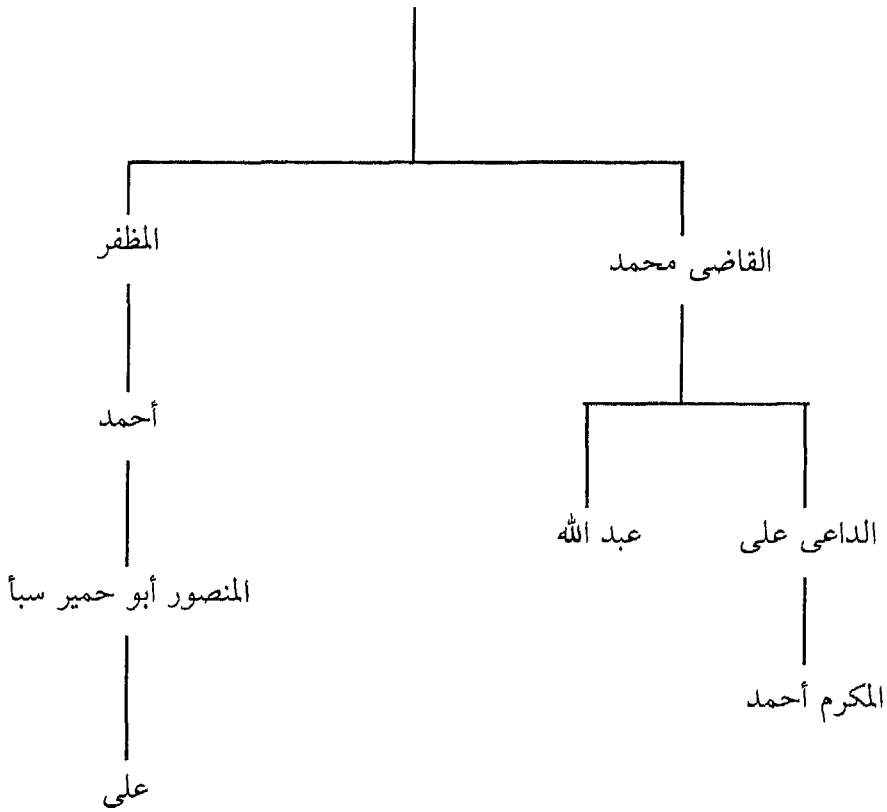 المظفر
القاضى محمد
أحمد
الداعى على
عبد الله
المنصور أبو حمير سبأ
المكرم أحمد
على